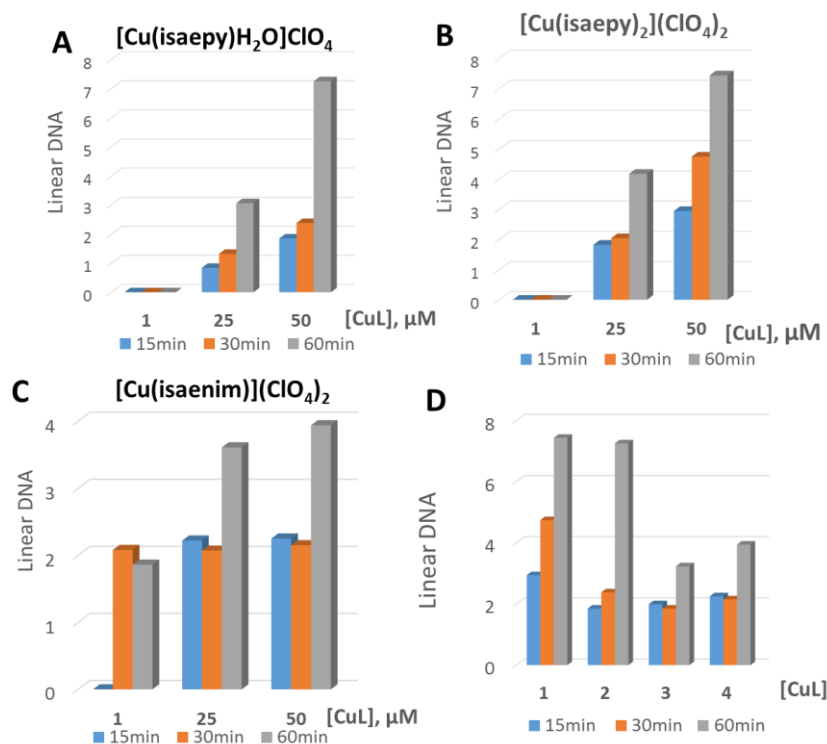 A
[Cu(isaepy)H₂O]ClO₄
Linear DNA
8
7
6
5
4
3
2
1
0
1 25 50 [CuL], µM
15min 30min 60min
B
[Cu(isaepy)₂](ClO₄)₂
Linear DNA
8
7
6
5
4
3
2
1
0
1 25 50 [CuL], µM
15min 30min 60min
C
[Cu(isaenim)](ClO₄)₂
Linear DNA
4
3
2
1
0
1 25 50 [CuL], µM
15min 30min 60min
D
Linear DNA
8
6
4
2
0
1 2 3 4 [CuL]
15min 30min 60min